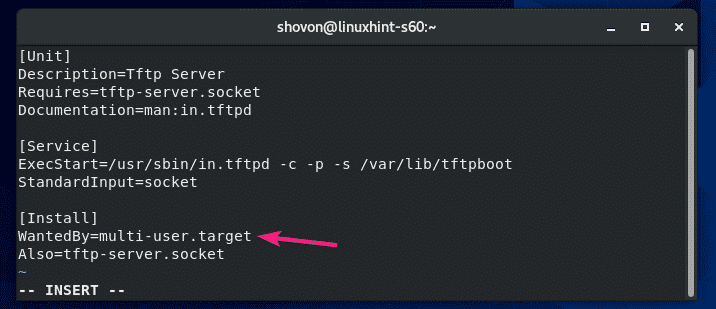 shovon@linuxhint-s60:~
[Unit]
Description=Tftp Server
Requires=tftp-server.socket
Documentation=man:in.tftpd
[Service]
ExecStart=/usr/sbin/in.tftpd -c -p -s /var/lib/tftpboot
StandardInput=socket
[Install]
WantedBy=multi-user.target
Also=tftp-server.socket
~
-- INSERT --